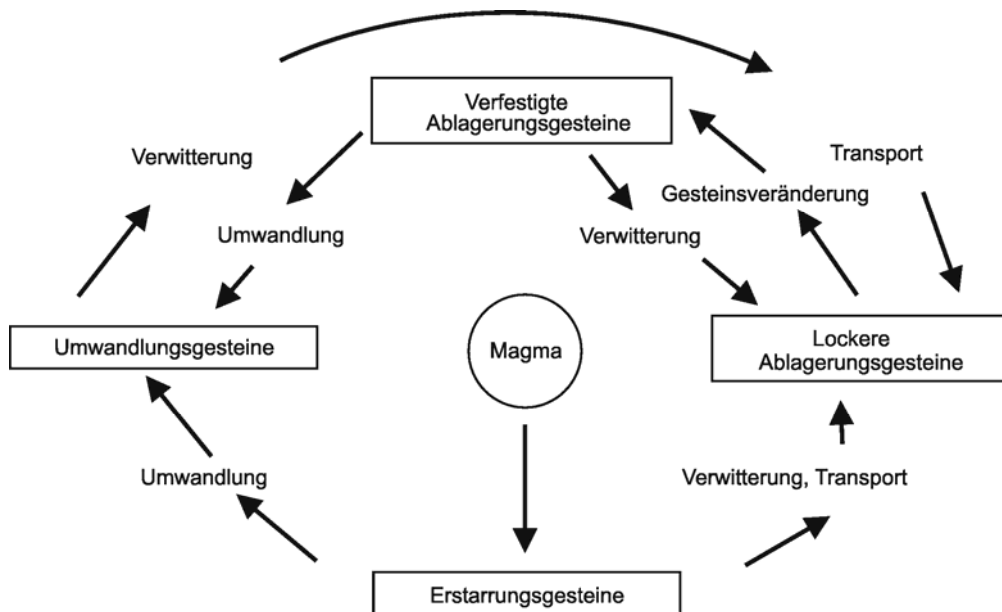 Verfestigte
Ablagerungsgesteine
Verwitterung
Transport
Gesteinsveränderung
Umwandlung
Verwitterung
Umwandlungsgesteine
Magma
Lockere
Ablagerungsgesteine
Umwandlung
Verwitterung, Transport
Erstarrungsgesteine